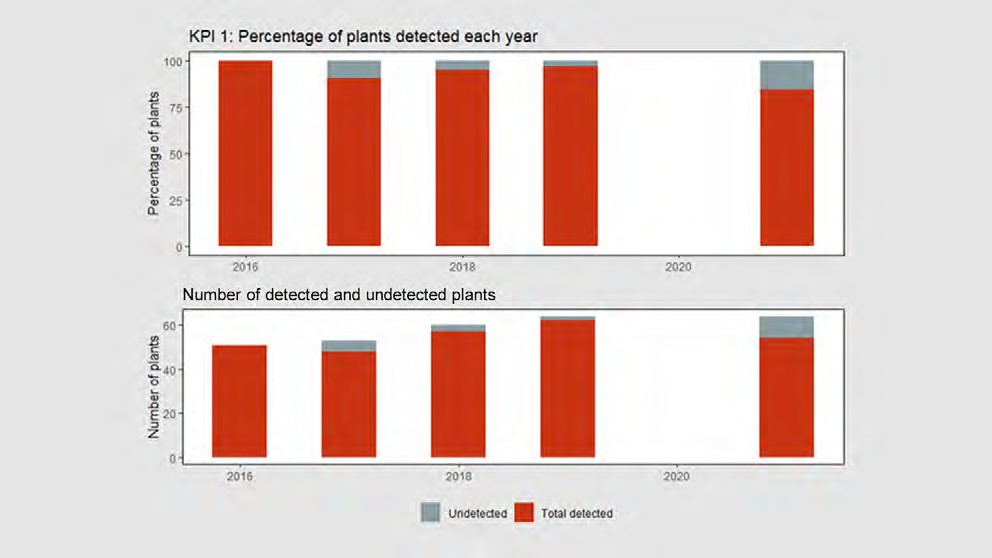 KPI 1: Percentage of plants detected each year
Percentage of plants
100
75
50
25
0
2016 2018 2020
Number of detected and undetected plants
Number of plants
60
40
20
0
2016 2018 2020
Undetected Total detected